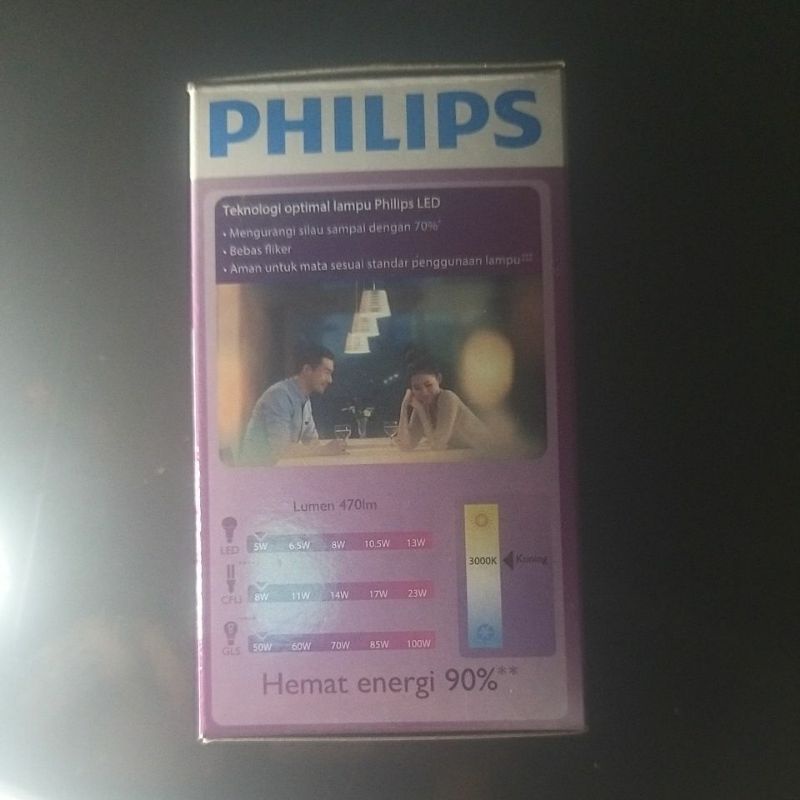 PHILIPS
Teknologi optimal lampu Philips LED
• Mengurangi silau sampai dengan 70%*
• Bebas fliker
• Aman untuk mata sesuai standar penggunaan lampu
Lumen 470lm
LED 5W 6.5W 8W 10.5W 13W
CFLi 8W 11W 14W 17W 23W
GLS 50W 60W 70W 85W 100W
3000K Kuning
Hemat energi 90%**